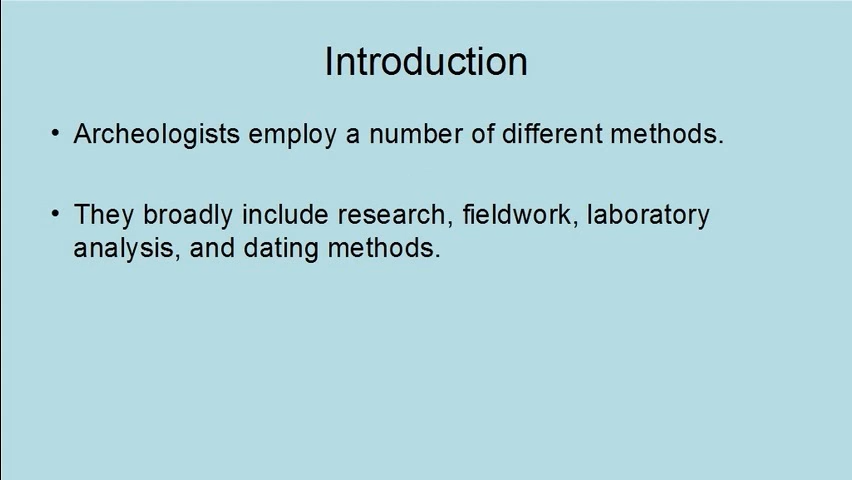 Introduction
• Archeologists employ a number of different methods.
• They broadly include research, fieldwork, laboratory
analysis, and dating methods.